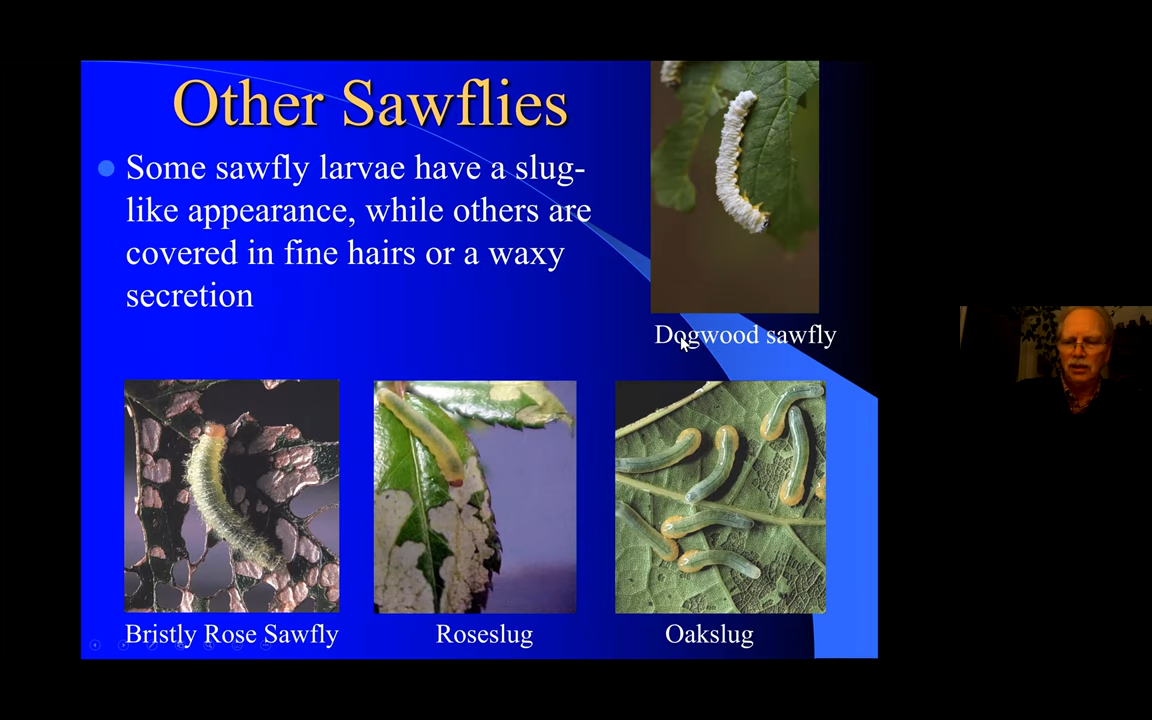 Other Sawflies
Some sawfly larvae have a slug-
like appearance, while others are
covered in fine hairs or a waxy
secretion
Dogwood sawfly
Bristly Rose Sawfly
Roseslug
Oakslug